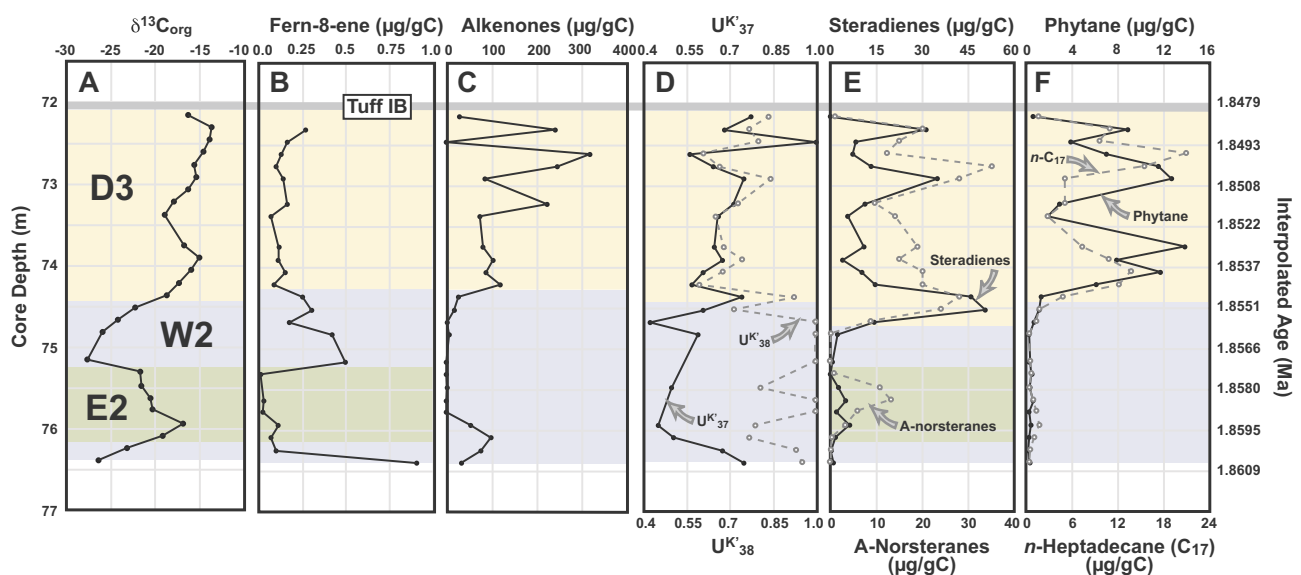 δ13Corg Fern-8-ene (µg/gC) Alkenones (µg/gC) UK'37 Steradienes (µg/gC) Phytane (µg/gC)
-30 -25 -20 -15 -10 0.0 0.25 0.5 0.75 1.0 0 100 200 300 400 0.4 0.55 0.7 0.85 1.0 0 15 30 45 60 0 4 8 12 16
A B C D E F
72 Tuff IB 1.8479
1.8493
n-C17
D3
73 1.8508
Phytane
1.8522
Core Depth (m) Interpolated Age (Ma)
Steradienes
74 1.8537
1.8551
W2
UK'38
75 1.8566
1.8580
E2
UK'37 A-norsteranes
76 1.8595
1.8609
77
0.4 0.55 0.7 0.85 1.0 0 10 20 30 40 0 6 12 18 24
UK'38 A-Norsteranes n-Heptadecane (C17)
(µg/gC) (µg/gC)